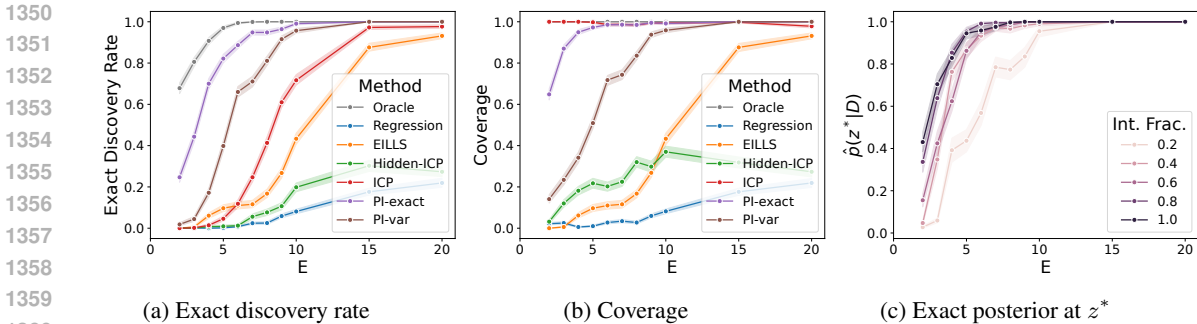 1350
1351
1352
1353
1354
1355
1356
1357
1358
1359
Exact Discovery Rate
1.0
0.8
0.6
0.4
0.2
0.0
Method
Oracle
Regression
EILLS
Hidden-ICP
ICP
PI-exact
PI-var
0 5 10 15 20
E
(a) Exact discovery rate
Coverage
1.0
0.8
0.6
0.4
0.2
0.0
Method
Oracle
Regression
EILLS
Hidden-ICP
ICP
PI-exact
PI-var
0 5 10 15 20
E
(b) Coverage
p̂(z*|D)
1.0
0.8
0.6
0.4
0.2
0.0
Int. Frac.
0.2
0.4
0.6
0.8
1.0
0 5 10 15 20
E
(c) Exact posterior at z*